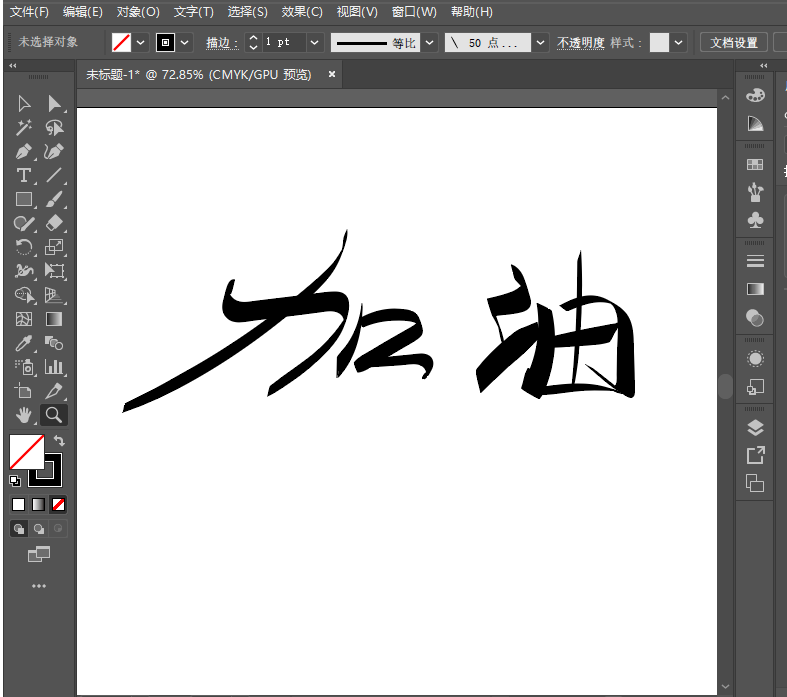 文件(F) 编辑(E) 对象(O) 文字(T) 选择(S) 效果(C) 视图(V) 窗口(W) 帮助(H)
未选择对象 描边: 1 pt 等比 50 点... 不透明度 样式: 文档设置
未标题-1* @ 72.85% (CMYK/GPU 预览) ×
加油